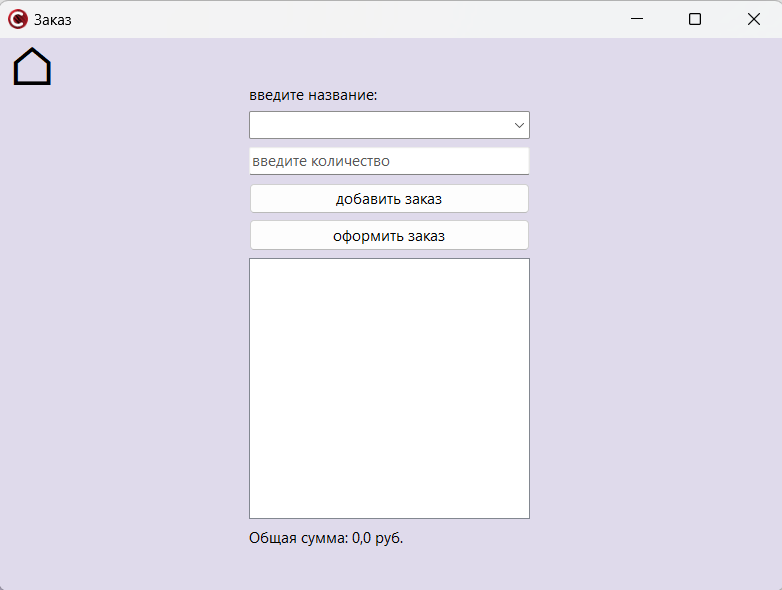 Заказ
введите название:
введите количество
добавить заказ
оформить заказ
Общая сумма: 0,0 руб.